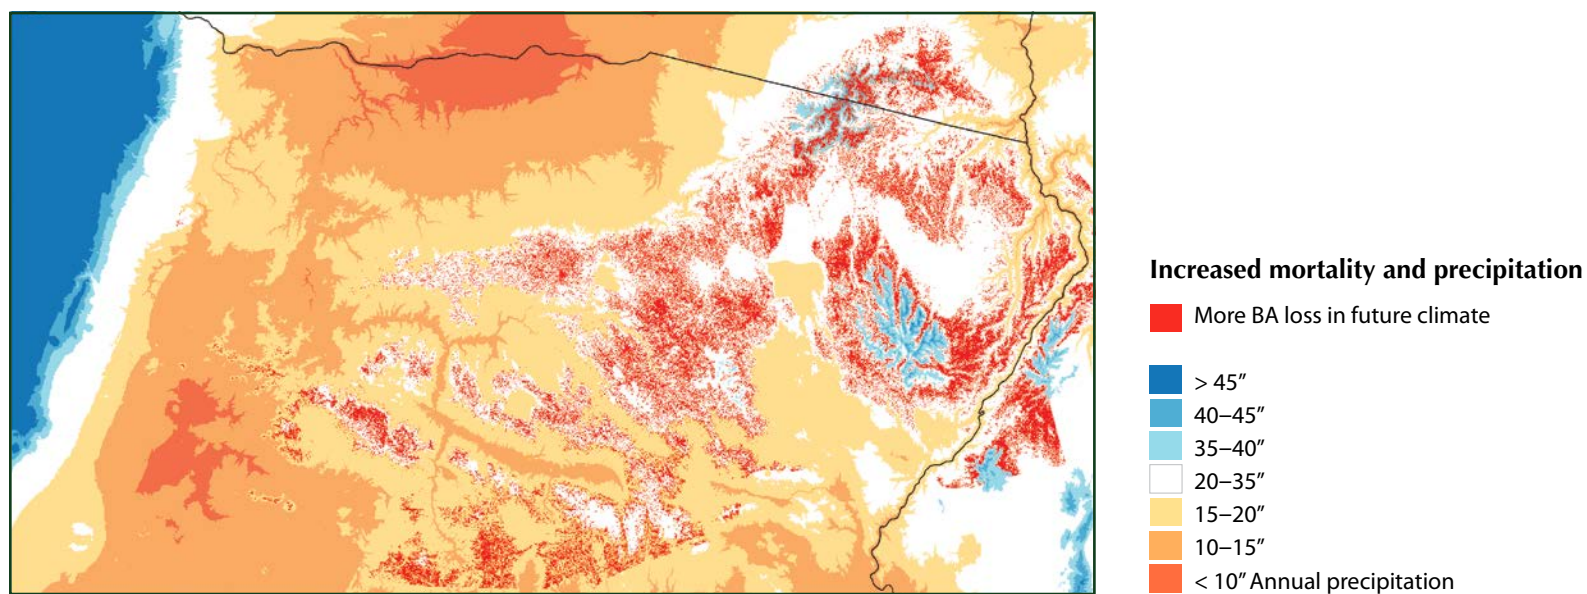 Increased mortality and precipitation
More BA loss in future climate
> 45”
40–45”
35–40”
20–35”
15–20”
10–15”
< 10” Annual precipitation